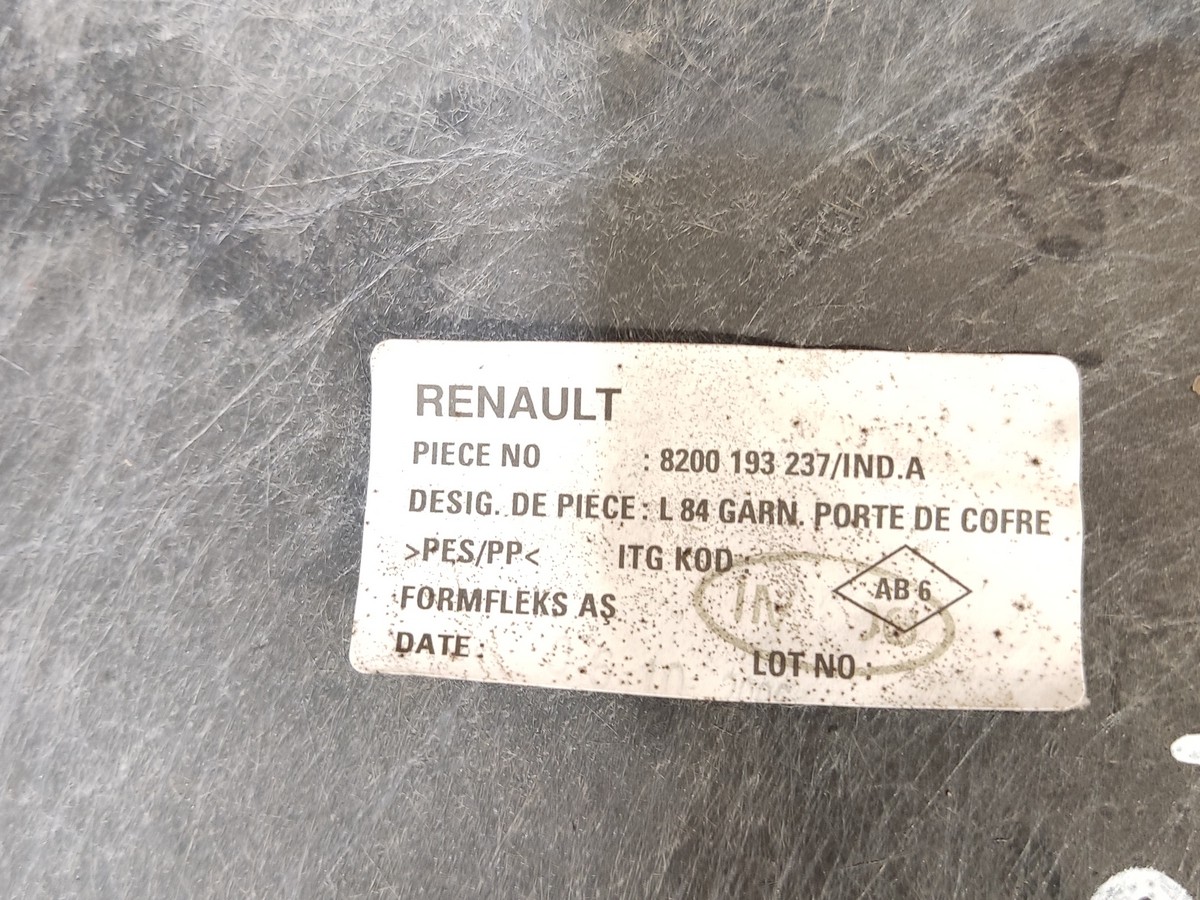 RENAULT
PIECE NO : 8200 193 237/IND.A
DESIG. DE PIECE : L 84 GARN. PORTE DE COFRE
>PES/PP< ITG KOD :
AB 6
FORMFLEKS AŞ
DATE : LOT NO :